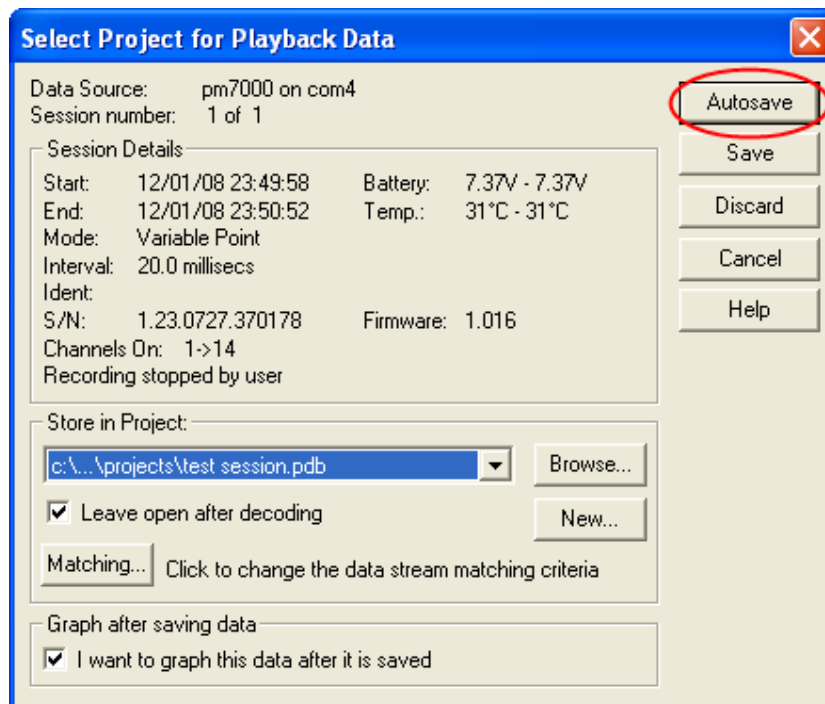 Select Project for Playback Data
Data Source: pm7000 on com4
Session number: 1 of 1
Session Details
Start: 12/01/08 23:49:58 Battery: 7.37V - 7.37V
End: 12/01/08 23:50:52 Temp.: 31°C - 31°C
Mode: Variable Point
Interval: 20.0 millisecs
Ident:
S/N: 1.23.0727.370178 Firmware: 1.016
Channels On: 1->14
Recording stopped by user
Store in Project:
c:\...\projects\test session.pdb
Browse...
Leave open after decoding
New...
Matching... Click to change the data stream matching criteria
Graph after saving data
I want to graph this data after it is saved
Autosave
Save
Discard
Cancel
Help